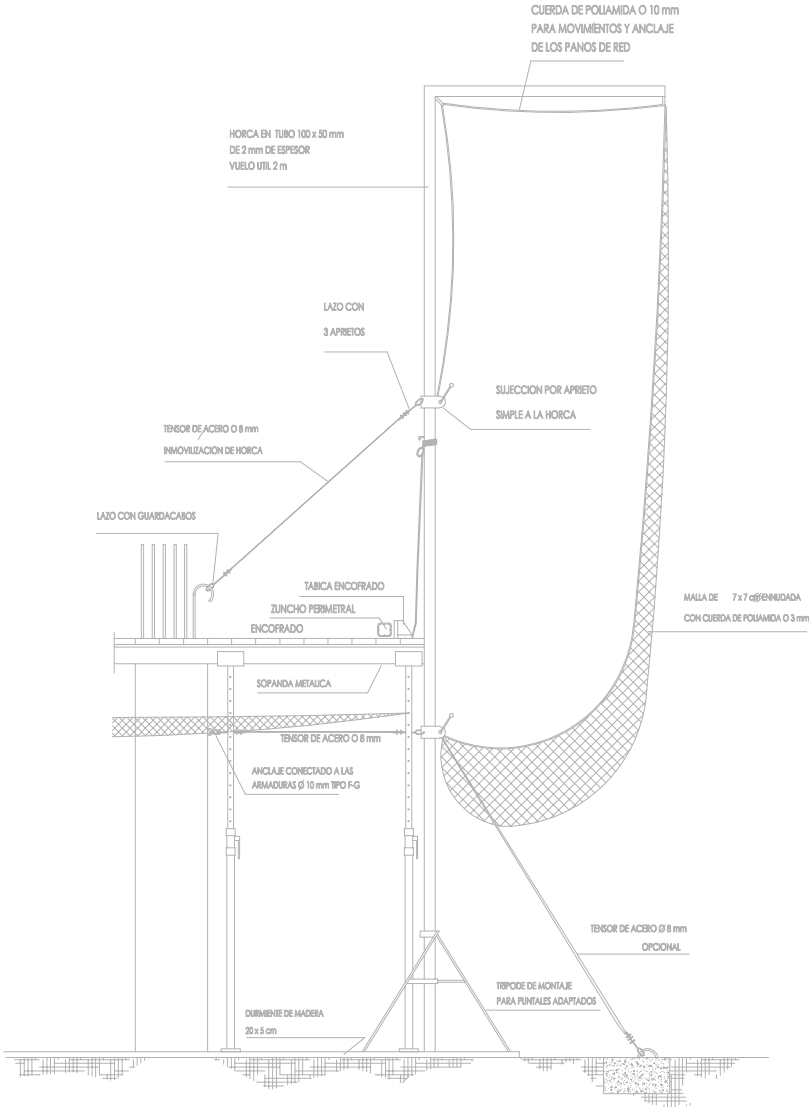 CUERDA DE POLIAMIDA O 10 mm
PARA MOVIMIENTOS Y ANCLAJE
DE LOS PANOS DE RED
HORCA EN TUBO 100 x 50 mm
DE 2 mm DE ESPESOR
VUELO UTIL 2 m
LAZO CON
3 APRIETOS
SUJECCION POR APRIETO
SIMPLE A LA HORCA
TENSOR DE ACERO O 8 mm
INMOVILIZACION DE HORCA
LAZO CON GUARDACABOS
TABICA ENCOFRADO
ZUNCHO PERIMETRAL
ENCOFRADO
MALLA DE 7 x 7 cm ENNUDADA
CON CUERDA DE POLIAMIDA O 3 mm
SOPANDA METALICA
TENSOR DE ACERO O 8 mm
ANCLAJE CONECTADO A LAS
ARMADURAS Ø 10 mm TIPO F-G
TENSOR DE ACERO Ø 8 mm
OPCIONAL
TRIPODE DE MONTAJE
PARA PUNTALES ADAPTADOS
DURMIENTE DE MADERA
20 x 5 cm